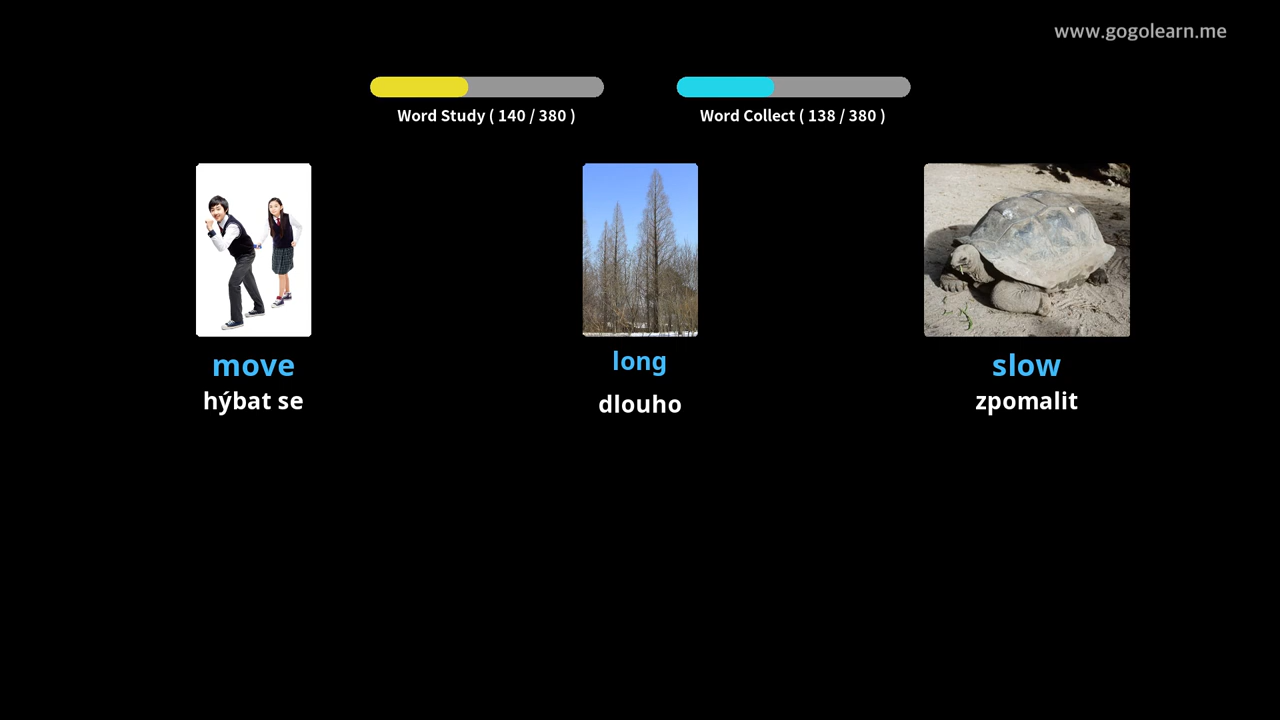 www.gogolearn.me
Word Study ( 140 / 380 )
Word Collect ( 138 / 380 )
move
hýbat se
long
dlouho
slow
zpomalit